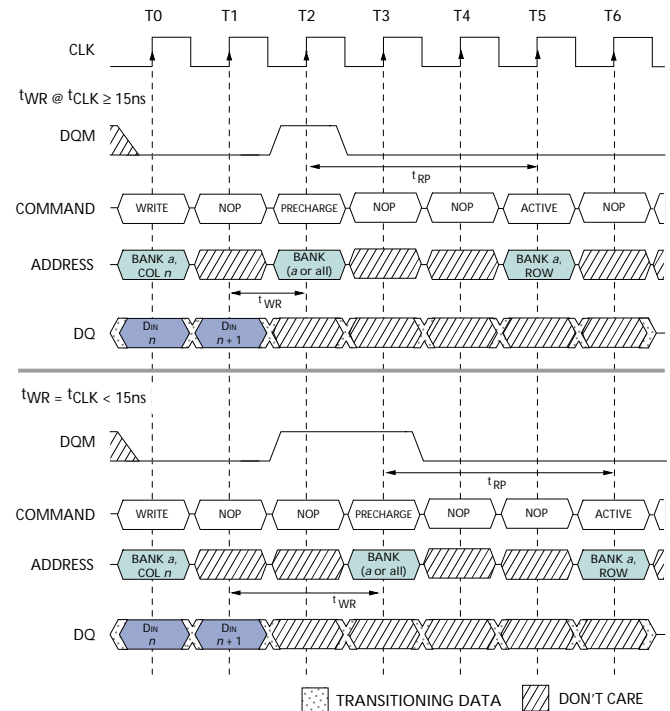 T0 T1 T2 T3 T4 T5 T6
CLK
tWR @ tCLK ≥ 15ns
DQM
tRP
COMMAND WRITE NOP PRECHARGE NOP NOP ACTIVE NOP
ADDRESS BANK a, COL n BANK (a or all) BANK a, ROW
tWR
DQ DIN n DIN n + 1
tWR = tCLK < 15ns
DQM
tRP
COMMAND WRITE NOP NOP PRECHARGE NOP NOP ACTIVE
ADDRESS BANK a, COL n BANK (a or all) BANK a, ROW
tWR
DQ DIN n DIN n + 1
TRANSITIONING DATA DON'T CARE